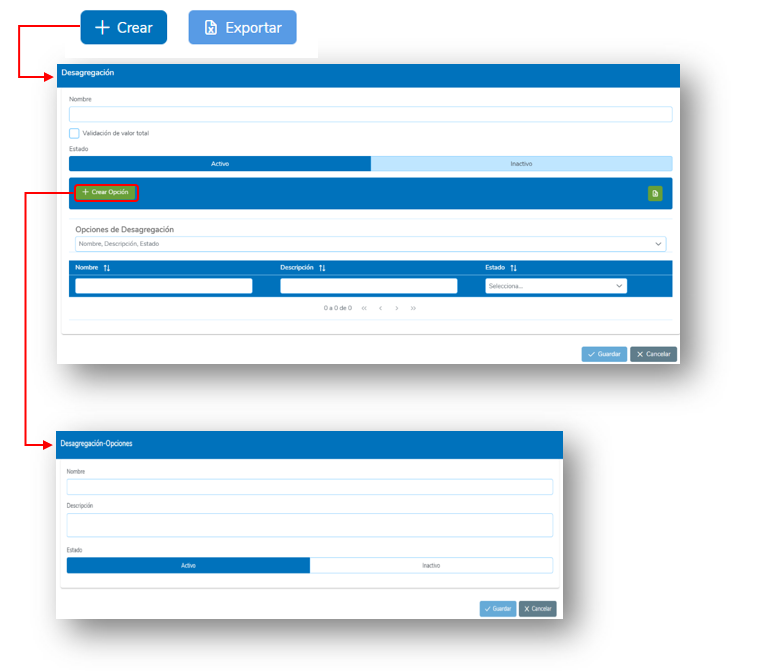 Crear Exportar
Desagregación
Nombre
Validación de valor total
Estado
Activo Inactivo
Crear Opción
Opciones de Desagregación
Nombre, Descripción, Estado
Nombre Descripción Estado
Selecciona...
0 a 0 de 0
Guardar Cancelar
Desagregación-Opciones
Nombre
Descripción
Estado
Activo Inactivo
Guardar Cancelar